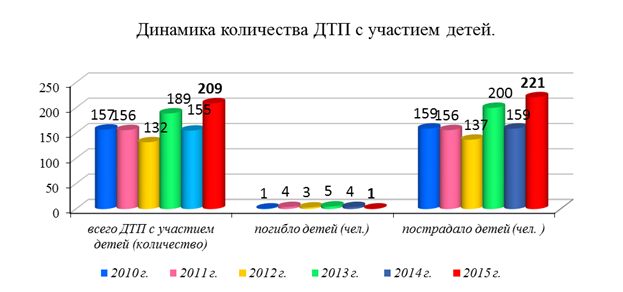 Динамика количества ДТП с участием детей.
250
200
150
100
50
0
157 156 132 189 155 209
1 4 3 5 4 1
159 156 137 200 159 221
всего ДТП с участием
детей (количество)
погибло детей (чел.)
пострадало детей (чел. )
2010 г. 2011 г. 2012 г. 2013 г. 2014 г. 2015 г.